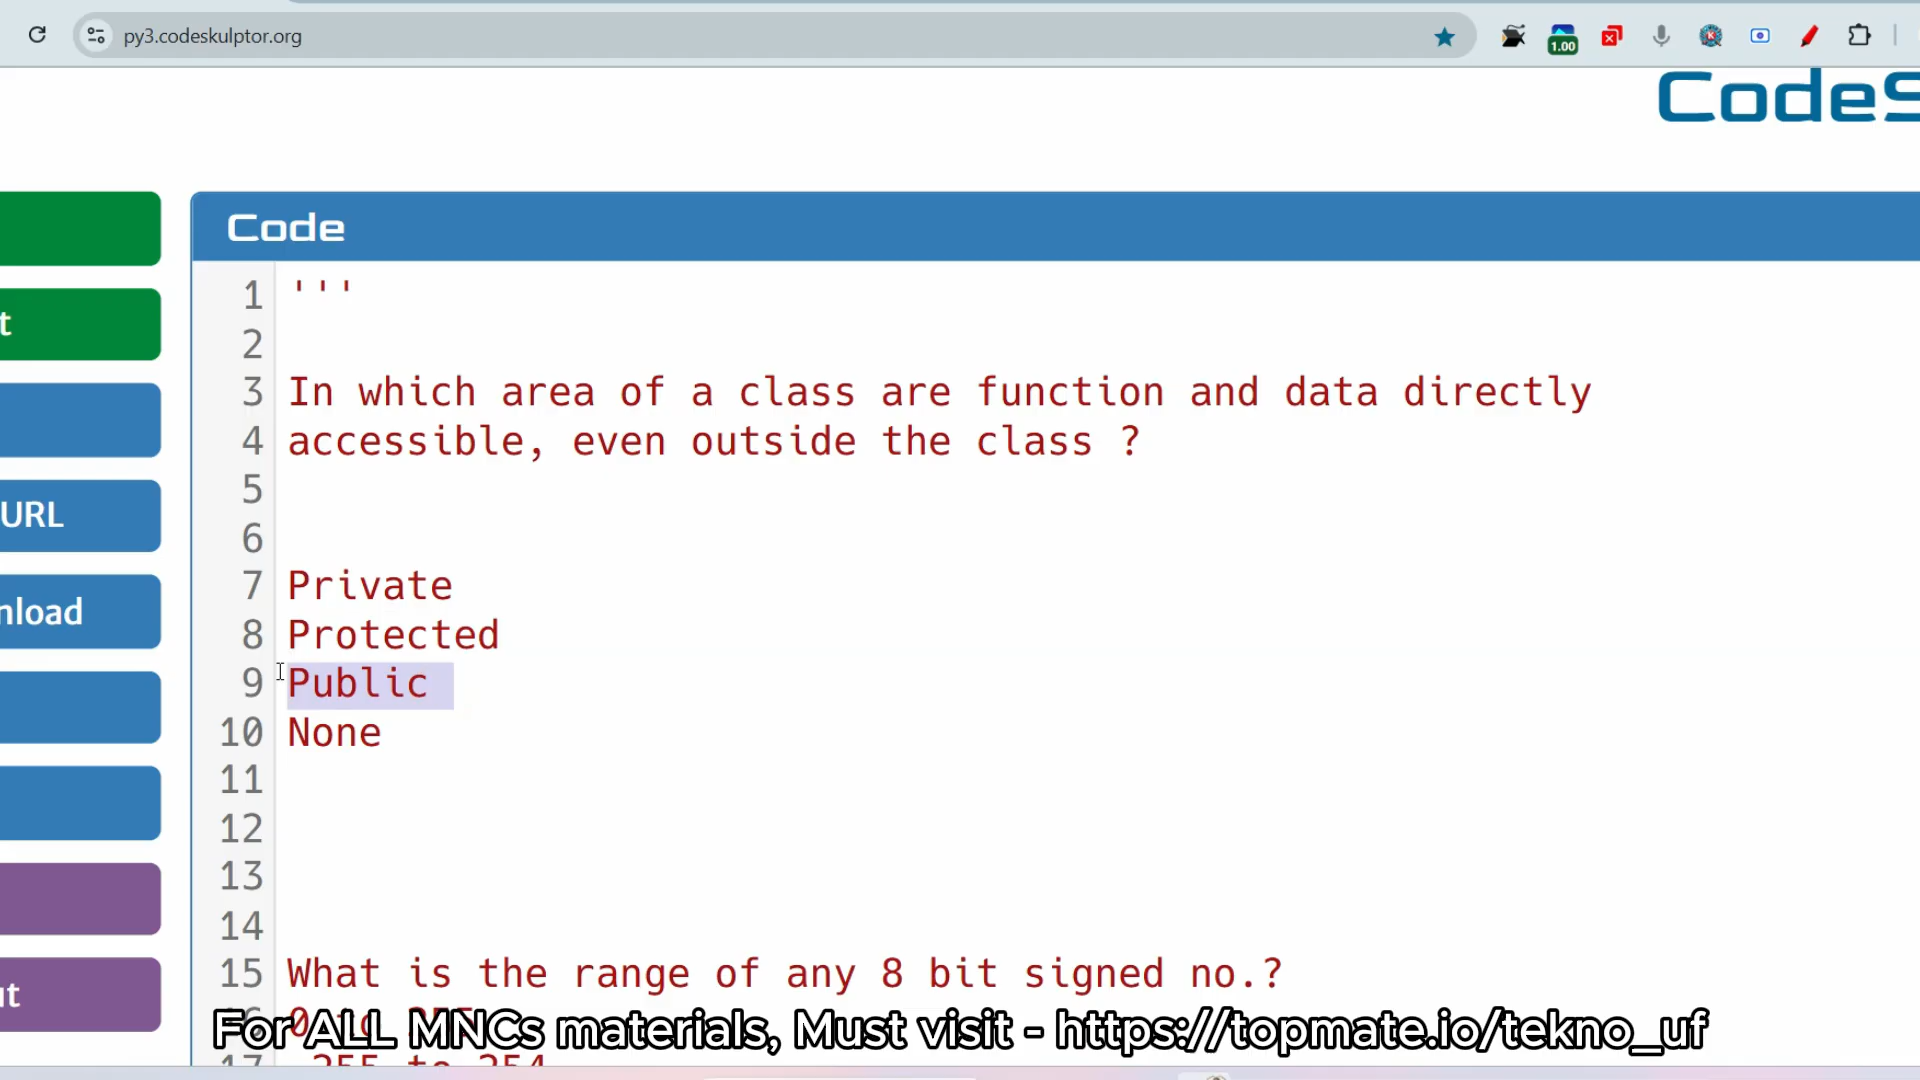 py3.codeskulptor.org
1.00
CodeS
Code
t
URL
nload
ut
1 '''
2
3 In which area of a class are function and data directly
4 accessible, even outside the class ?
5
6
7 Private
8 Protected
9 Public
10 None
11
12
13
14
15 What is the range of any 8 bit signed no.?
For ALL MNCs materials, Must visit - https://topmate.io/tekno_uf